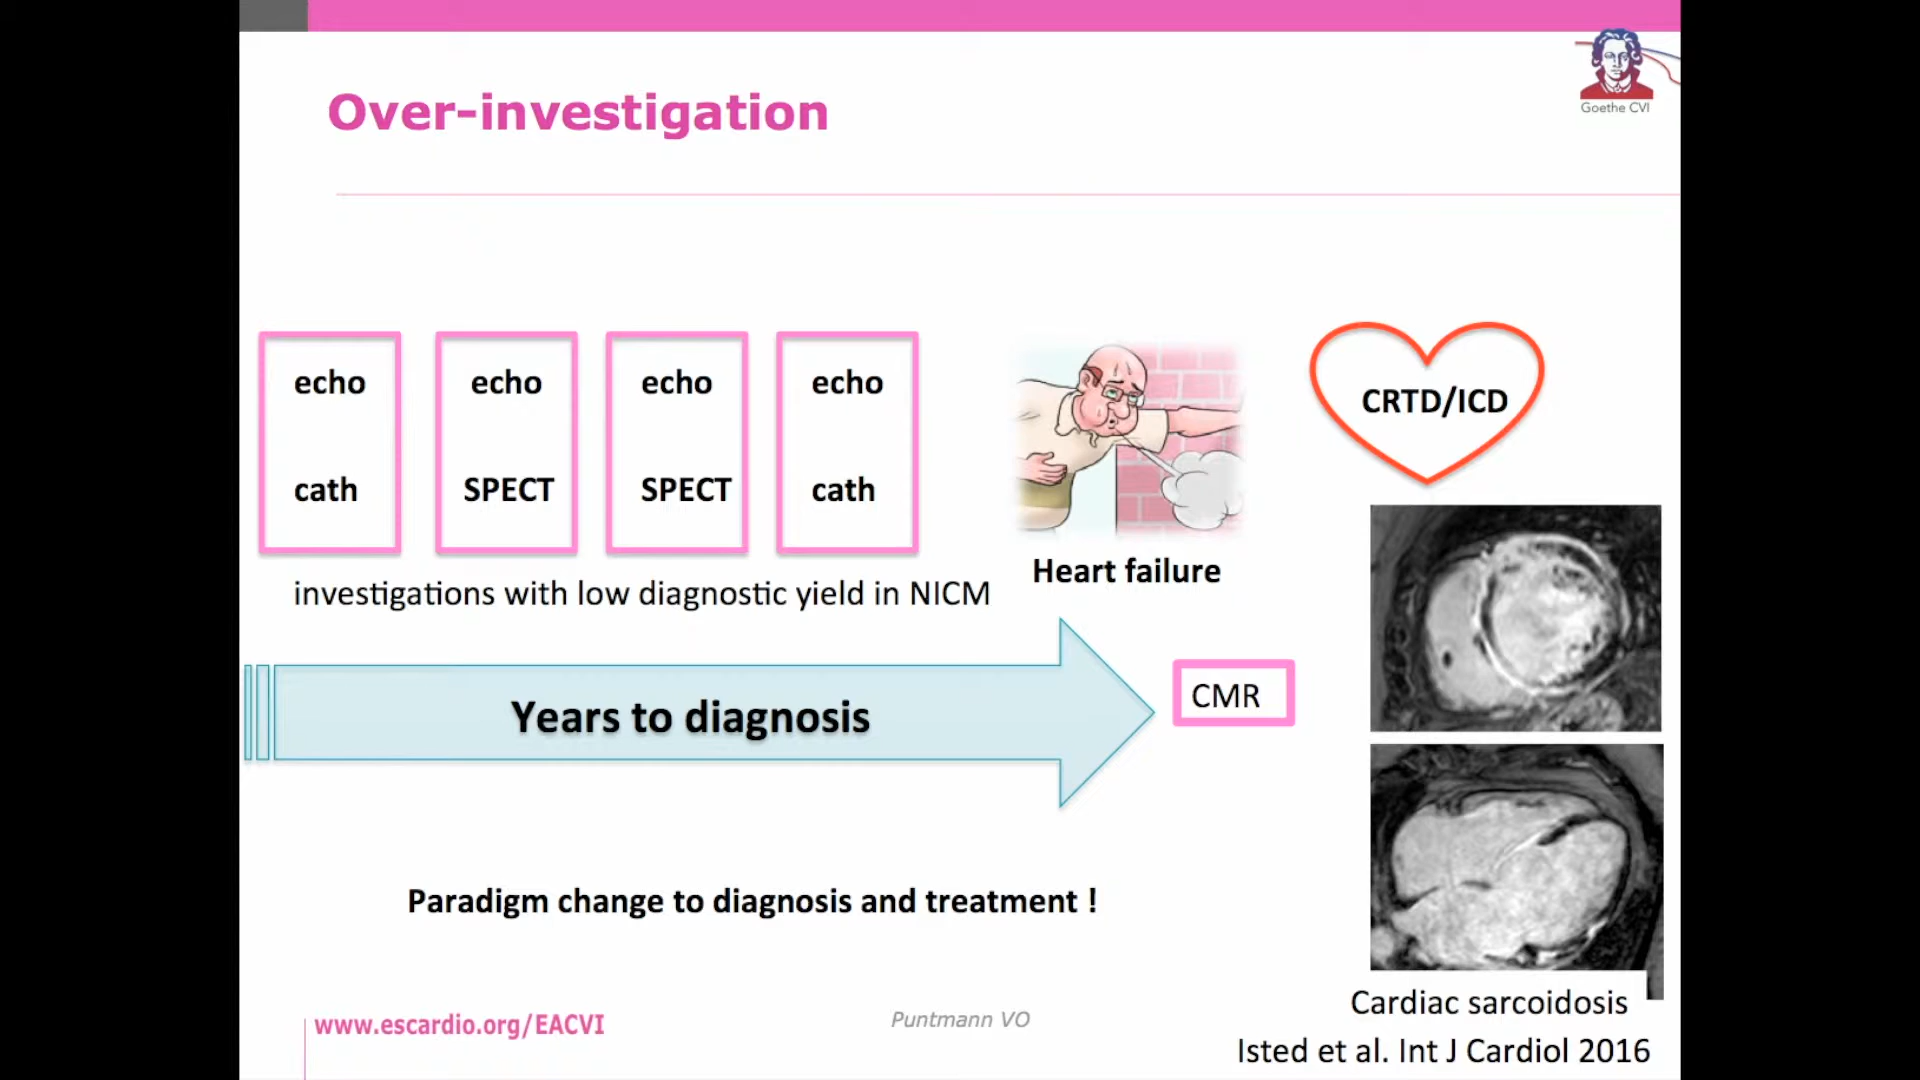 Goethe CVI
Over-investigation
echo
cath
echo
SPECT
echo
SPECT
echo
cath
investigations with low diagnostic yield in NICM
Heart failure
CRTD/ICD
Years to diagnosis
CMR
Paradigm change to diagnosis and treatment !
Cardiac sarcoidosis
Isted et al. Int J Cardiol 2016
www.escardio.org/EACVI
Puntmann VO